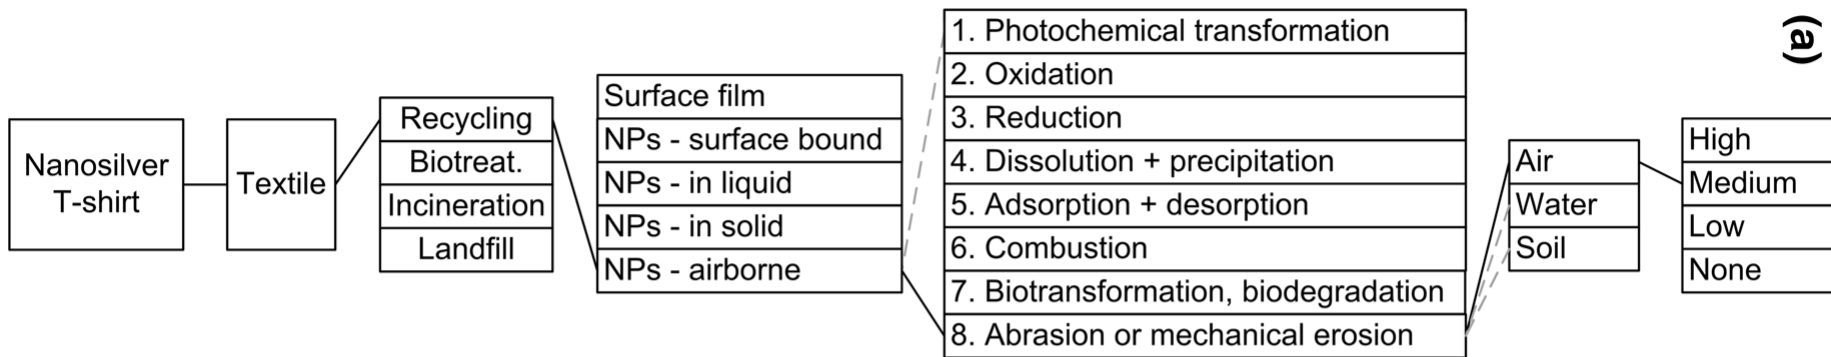 (a)
Nanosilver
T-shirt
Textile
Recycling
Biotreat.
Incineration
Landfill
Surface film
NPs - surface bound
NPs - in liquid
NPs - in solid
NPs - airborne
1. Photochemical transformation
2. Oxidation
3. Reduction
4. Dissolution + precipitation
5. Adsorption + desorption
6. Combustion
7. Biotransformation, biodegradation
8. Abrasion or mechanical erosion
Air
Water
Soil
High
Medium
Low
None